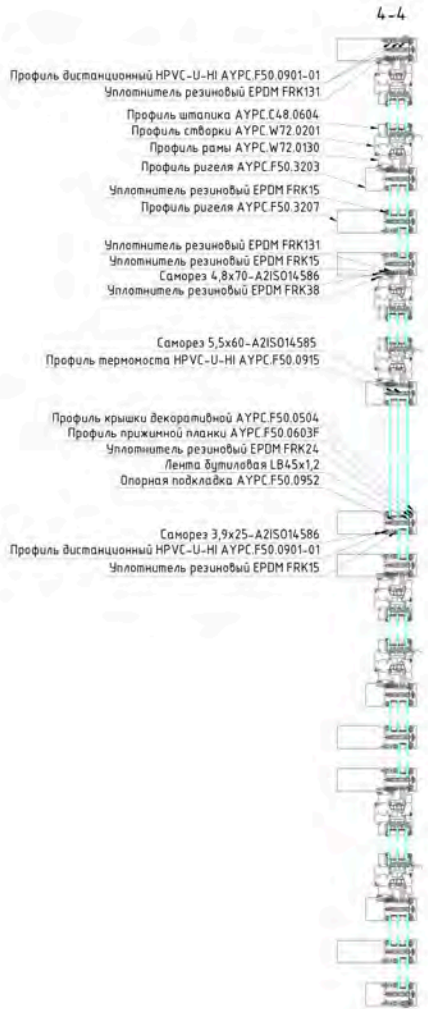 4-4
Профиль дистанционный HPVC-U-HI AYPC.F50.0901-01
Уплотнитель резиновый EPDM FRK131
Профиль штапика AYPC.C48.0604
Профиль створки AYPC.W72.0201
Профиль рамы AYPC.W72.0130
Профиль ригеля AYPC.F50.3203
Уплотнитель резиновый EPDM FRK15
Профиль ригеля AYPC.F50.3207
Уплотнитель резиновый EPDM FRK131
Уплотнитель резиновый EPDM FRK15
Саморез 4,8x70-A2ISO14586
Уплотнитель резиновый EPDM FRK38
Саморез 5,5x60-A2ISO14585
Профиль термомоста HPVC-U-HI AYPC.F50.0915
Профиль крышки декоративной AYPC.F50.0504
Профиль прижимной планки AYPC.F50.0603F
Уплотнитель резиновый EPDM FRK24
Лента бутиловая LB45x1,2
Опорная подкладка AYPC.F50.0952
Саморез 3,9x25-A2ISO14586
Профиль дистанционный HPVC-U-HI AYPC.F50.0901-01
Уплотнитель резиновый EPDM FRK15